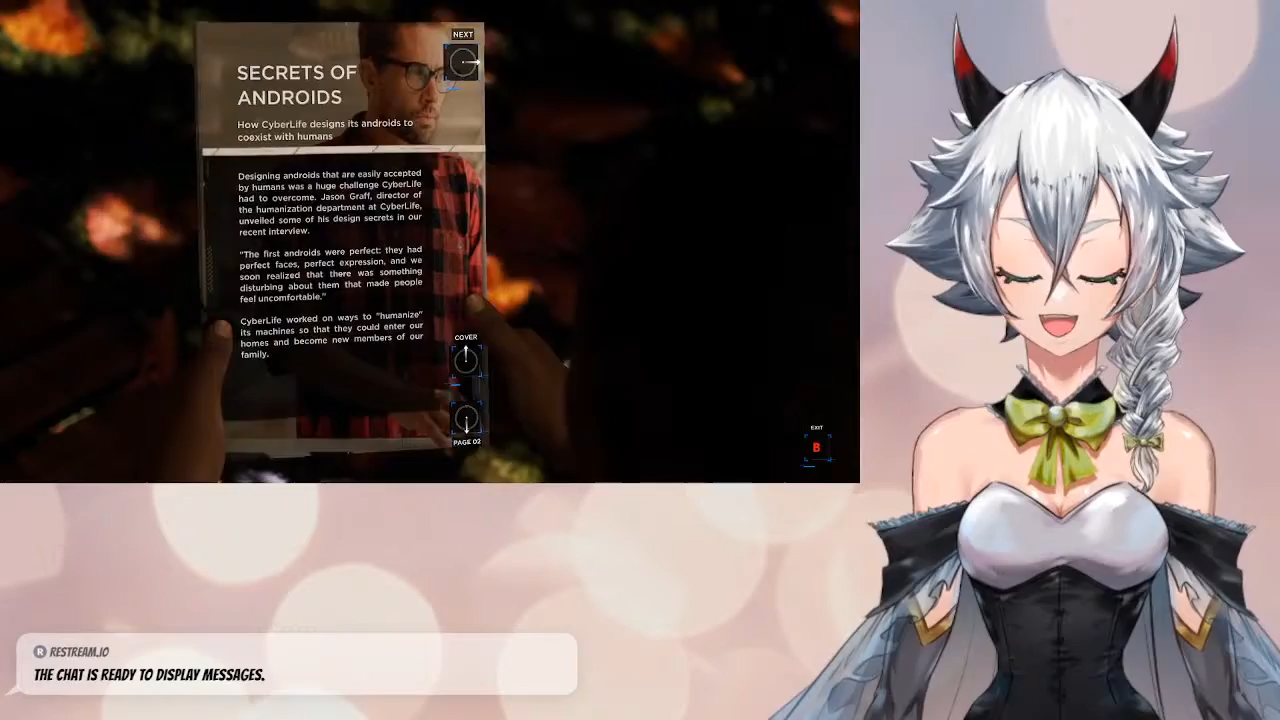 NEXT
SECRETS OF
ANDROIDS
How CyberLife designs its androids to
coexist with humans
Designing androids that are easily accepted
by humans was a huge challenge CyberLife
had to overcome. Jason Graff, director of
the humanization department at CyberLife,
unveiled some of his design secrets in our
recent interview.
"The first androids were perfect: they had
perfect faces, perfect expression, and we
soon realized that there was something
disturbing about them that made people
feel uncomfortable."
CyberLife worked on ways to "humanize"
its machines so that they could enter our
homes and become new members of our
family.
COVER
PAGE 02
EXIT
B
R RESTREAM.IO
THE CHAT IS READY TO DISPLAY MESSAGES.